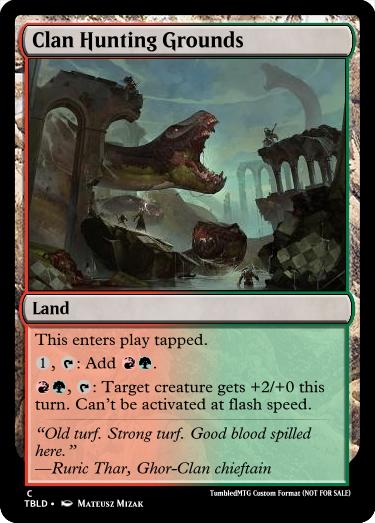 Clan Hunting Grounds
Land
This enters play tapped.
1, : Add .
, : Target creature gets +2/+0 this
turn. Can't be activated at flash speed.
"Old turf. Strong turf. Good blood spilled
here."
—Ruric Thar, Ghor-Clan chieftain
C
TBLD • Mateusz Mizak
TumbledMTG Custom Format (NOT FOR SALE)